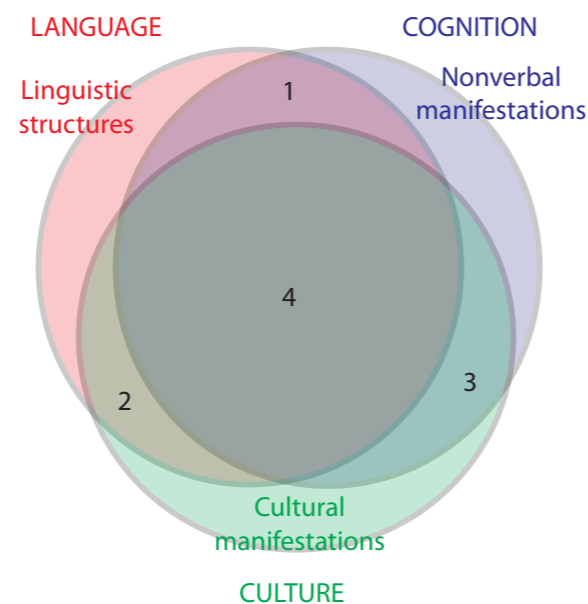 LANGUAGE
COGNITION
Linguistic
structures
Nonverbal
manifestations
1
4
3
2
Cultural
manifestations
CULTURE